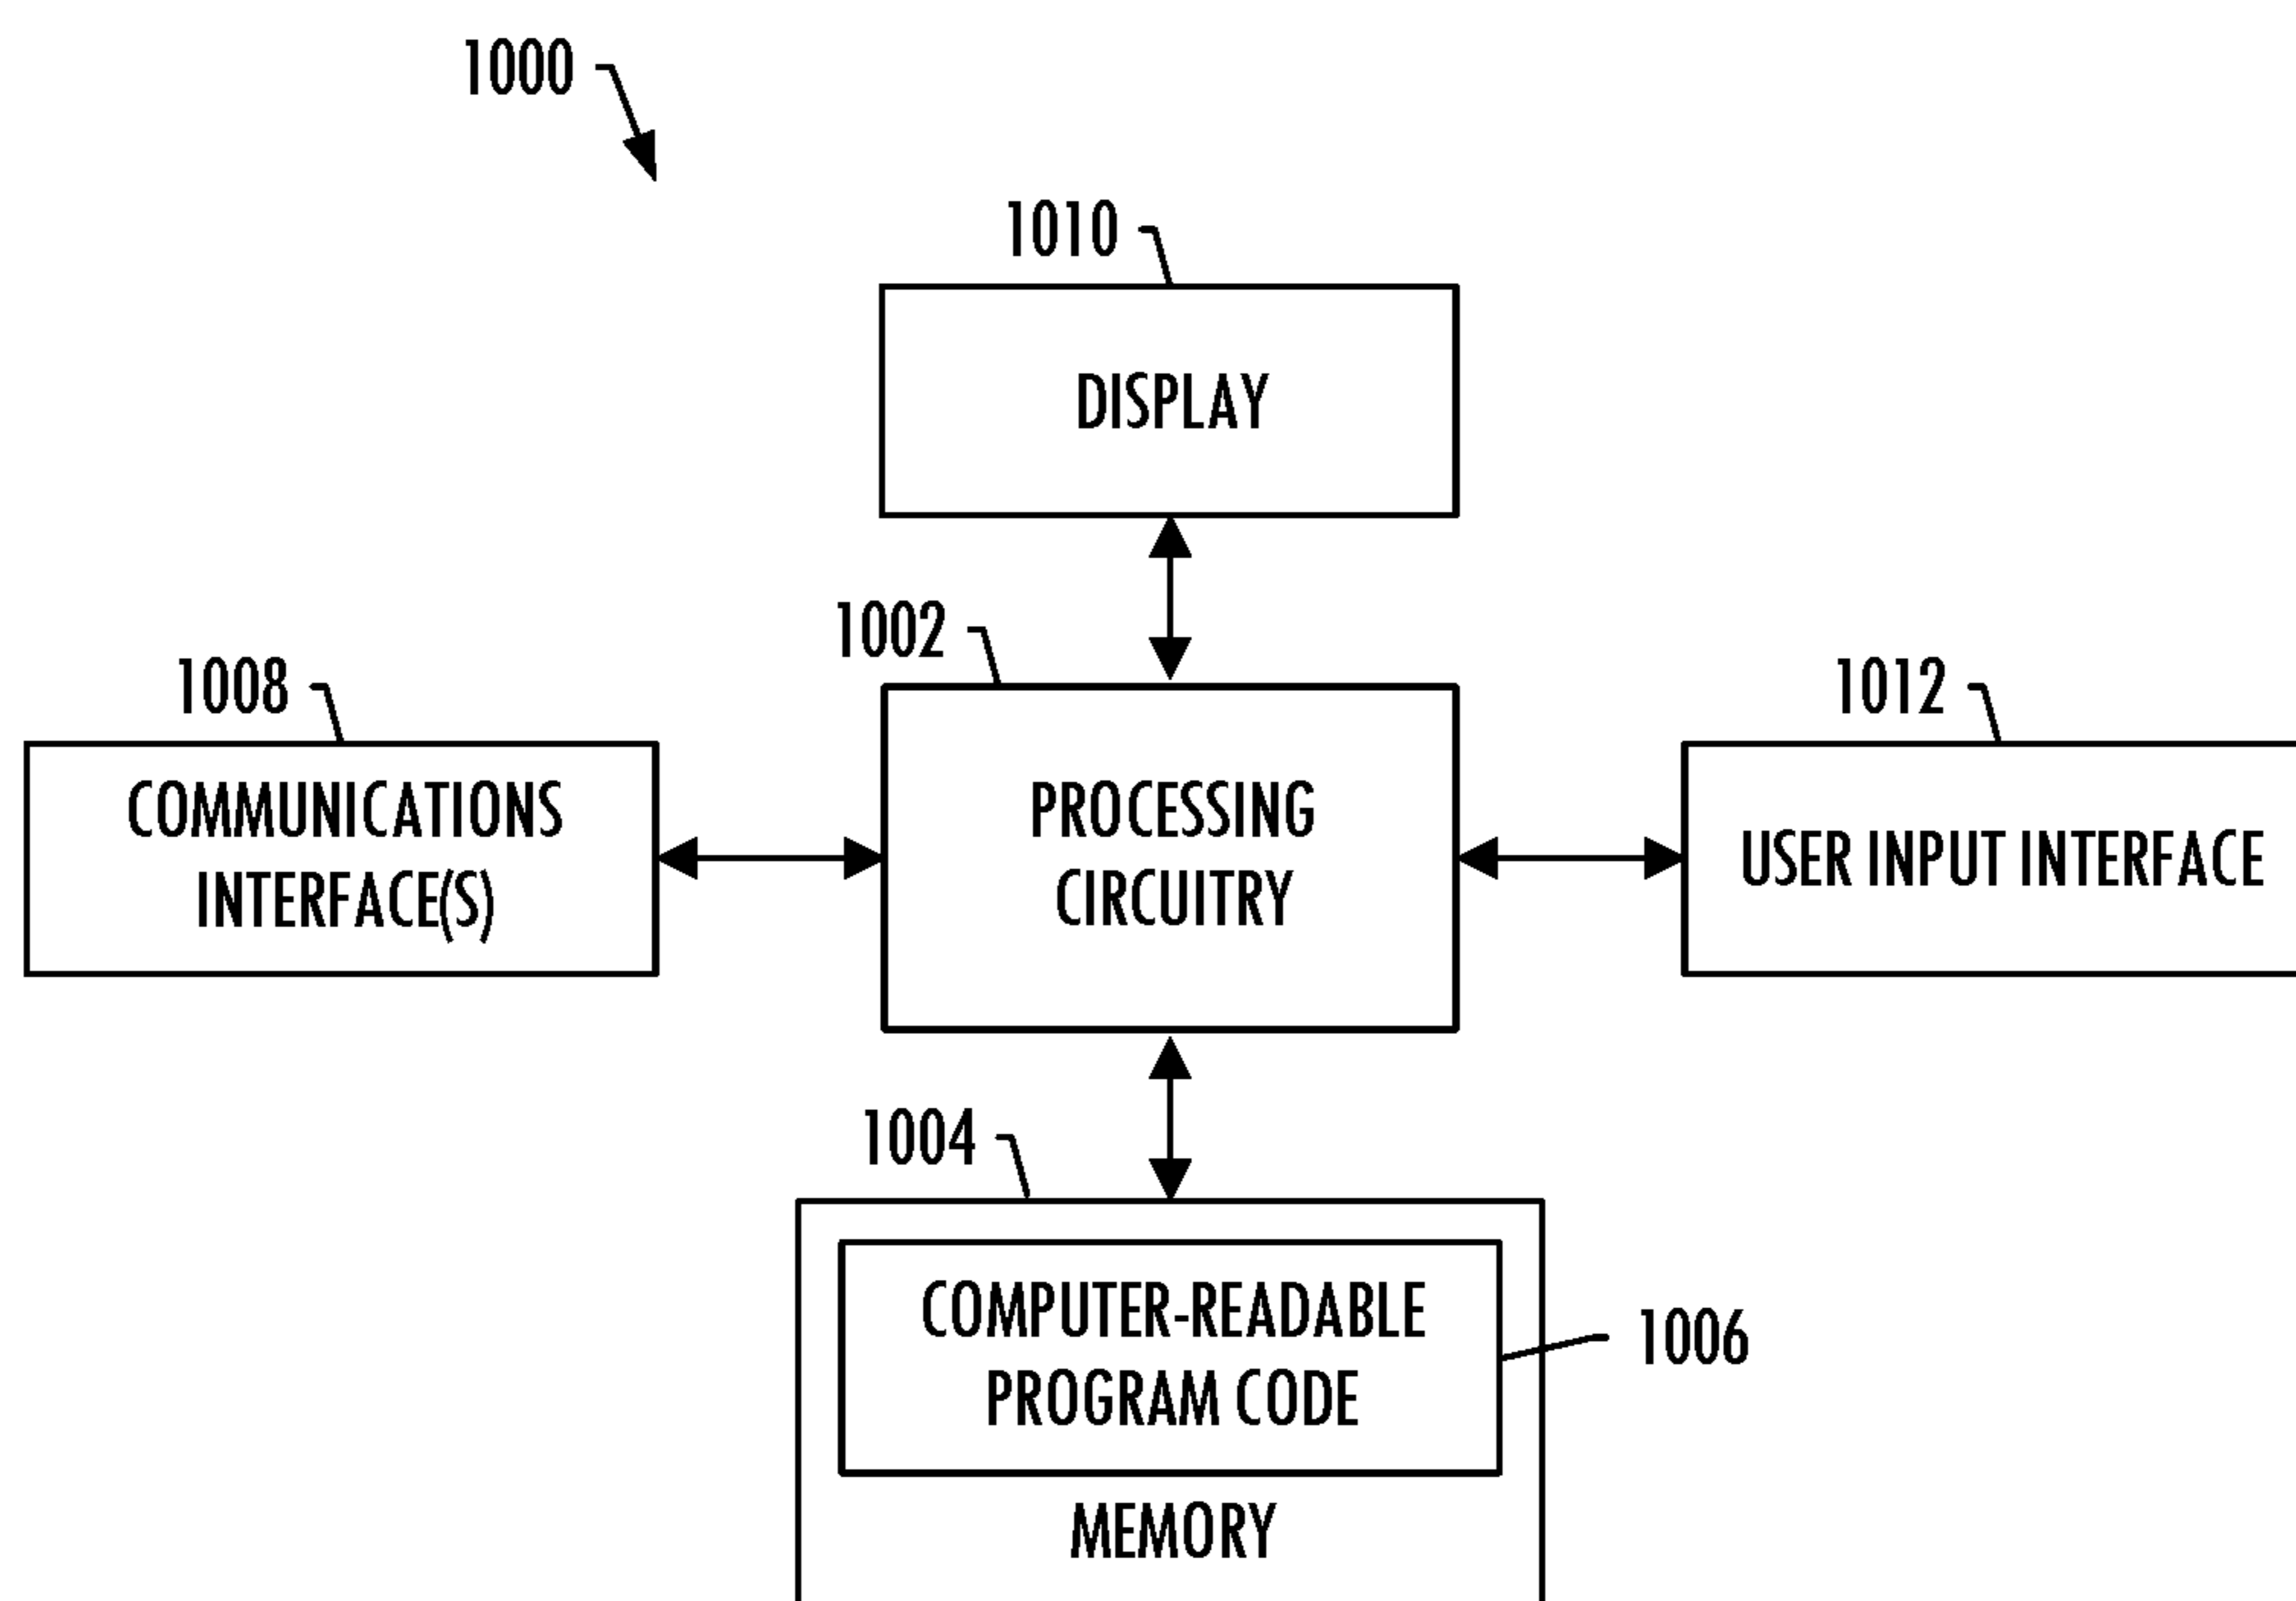 1000
1010
DISPLAY
1002
1008
1012
COMMUNICATIONS
INTERFACE(S)
PROCESSING
CIRCUITRY
USER INPUT INTERFACE
1004
COMPUTER-READABLE
PROGRAM CODE
1006
MEMORY